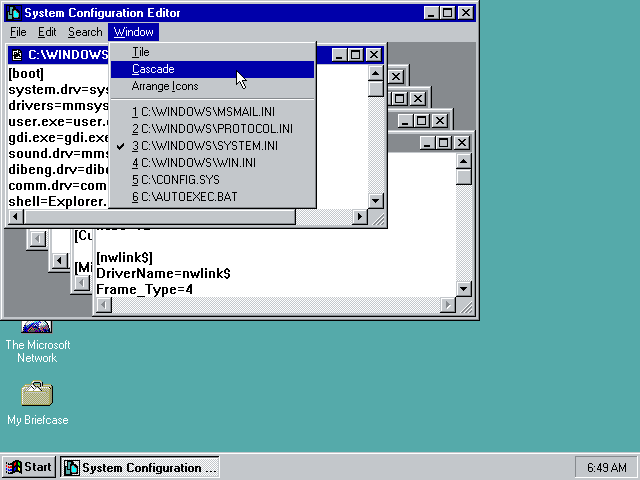 System Configuration Editor
File Edit Search Window
C:\WINDOWS
Tile
Cascade
Arrange Icons
1 C:\WINDOWS\MSMAIL.INI
2 C:\WINDOWS\PROTOCOL.INI
3 C:\WINDOWS\SYSTEM.INI
4 C:\WINDOWS\WIN.INI
5 C:\CONFIG.SYS
6 C:\AUTOEXEC.BAT
[boot]
system.drv=sys
drivers=mmsys
user.exe=user.e
gdi.exe=gdi.exe
sound.drv=mms
dibeng.drv=dibe
comm.drv=com
shell=Explorer.
[Cu
[Mi
[nwlink$]
DriverName=nwlink$
Frame_Type=4
The Microsoft
Network
My Briefcase
Start
System Configuration ...
6:49 AM